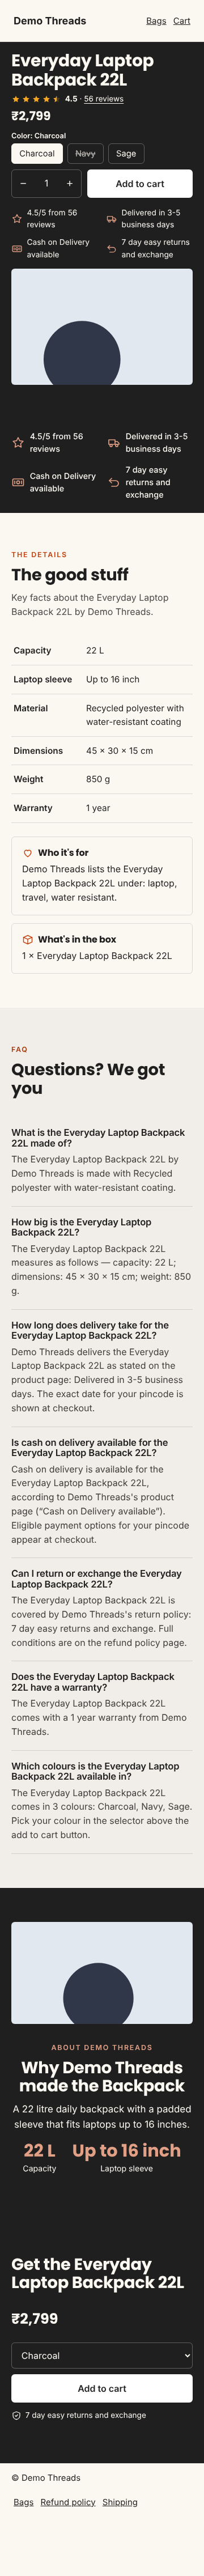 Demo Threads
Bags Cart
Everyday Laptop
Backpack 22L
4.5 · 56 reviews
₹2,799
Color: Charcoal
Charcoal Navy Sage
− 1 + Add to cart
4.5/5 from 56
reviews
Delivered in 3-5
business days
Cash on Delivery
available
7 day easy returns
and exchange
4.5/5 from 56
reviews
Delivered in 3-5
business days
Cash on Delivery
available
7 day easy
returns and
exchange
THE DETAILS
The good stuff
Key facts about the Everyday Laptop
Backpack 22L by Demo Threads.
Capacity 22 L
Laptop sleeve Up to 16 inch
Material Recycled polyester with
water-resistant coating
Dimensions 45 × 30 × 15 cm
Weight 850 g
Warranty 1 year
Who it's for
Demo Threads lists the Everyday
Laptop Backpack 22L under: laptop,
travel, water resistant.
What's in the box
1 × Everyday Laptop Backpack 22L
FAQ
Questions? We got
you
What is the Everyday Laptop Backpack
22L made of?
The Everyday Laptop Backpack 22L by
Demo Threads is made with Recycled
polyester with water-resistant coating.
How big is the Everyday Laptop
Backpack 22L?
The Everyday Laptop Backpack 22L
measures as follows — capacity: 22 L;
dimensions: 45 × 30 × 15 cm; weight: 850
g.
How long does delivery take for the
Everyday Laptop Backpack 22L?
Demo Threads delivers the Everyday
Laptop Backpack 22L as stated on the
product page: Delivered in 3-5 business
days. The exact date for your pincode is
shown at checkout.
Is cash on delivery available for the
Everyday Laptop Backpack 22L?
Cash on delivery is available for the
Everyday Laptop Backpack 22L,
according to Demo Threads's product
page (“Cash on Delivery available”).
Eligible payment options for your pincode
appear at checkout.
Can I return or exchange the Everyday
Laptop Backpack 22L?
The Everyday Laptop Backpack 22L is
covered by Demo Threads's return policy:
7 day easy returns and exchange. Full
conditions are on the refund policy page.
Does the Everyday Laptop Backpack
22L have a warranty?
The Everyday Laptop Backpack 22L
comes with a 1 year warranty from Demo
Threads.
Which colours is the Everyday Laptop
Backpack 22L available in?
The Everyday Laptop Backpack 22L
comes in 3 colours: Charcoal, Navy, Sage.
Pick your colour in the selector above the
add to cart button.
ABOUT DEMO THREADS
Why Demo Threads
made the Backpack
A 22 litre daily backpack with a padded
sleeve that fits laptops up to 16 inches.
22 L Up to 16 inch
Capacity Laptop sleeve
Get the Everyday
Laptop Backpack 22L
₹2,799
Charcoal
Add to cart
7 day easy returns and exchange
© Demo Threads
Bags Refund policy Shipping